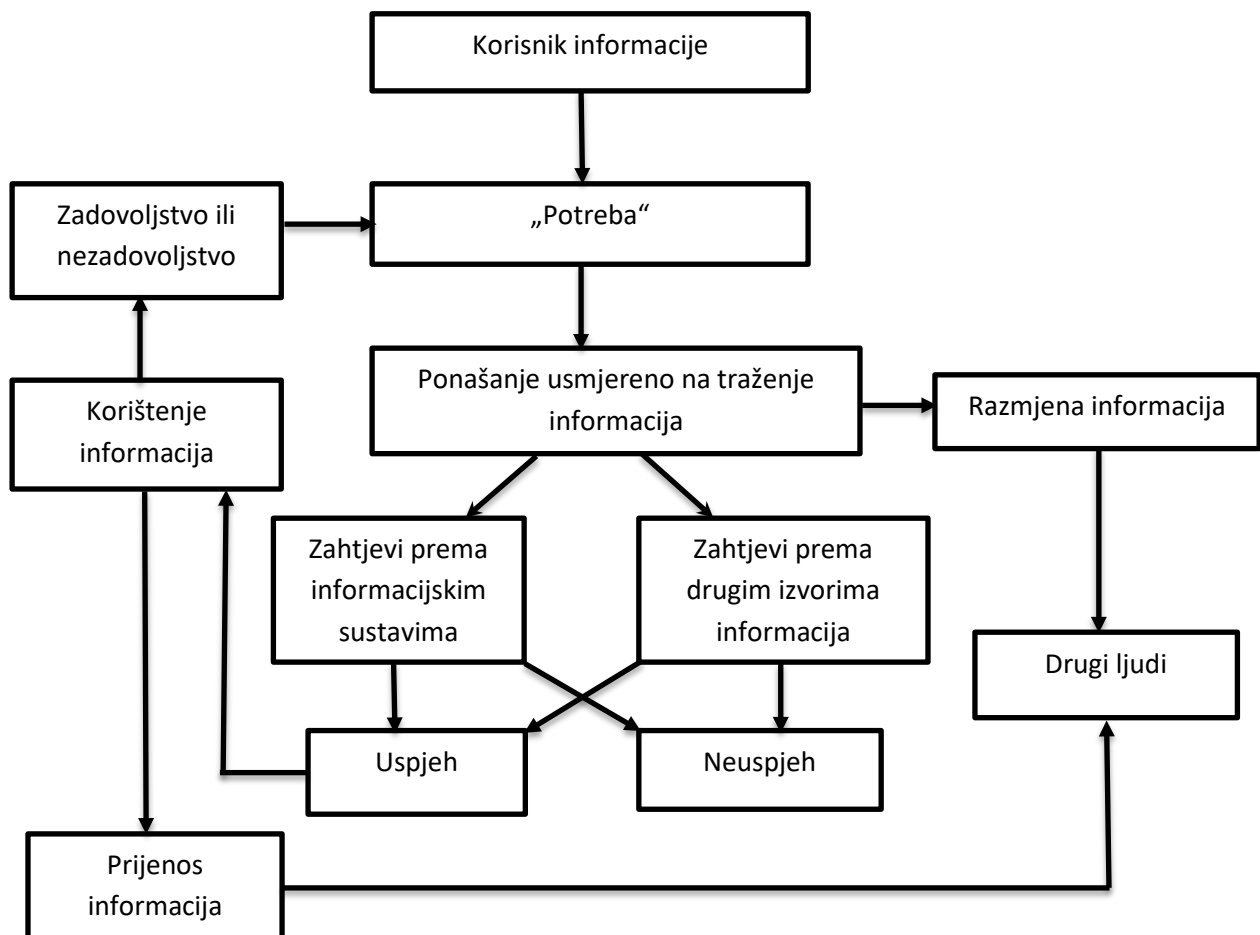 Korisnik informacije
Zadovoljstvo ili
nezadovoljstvo
„Potreba“
Ponašanje usmjereno na traženje
informacija
Razmjena informacija
Korištenje
informacija
Zahtjevi prema
informacijskim
sustavima
Zahtjevi prema
drugim izvorima
informacija
Drugi ljudi
Uspjeh
Neuspjeh
Prijenos
informacija